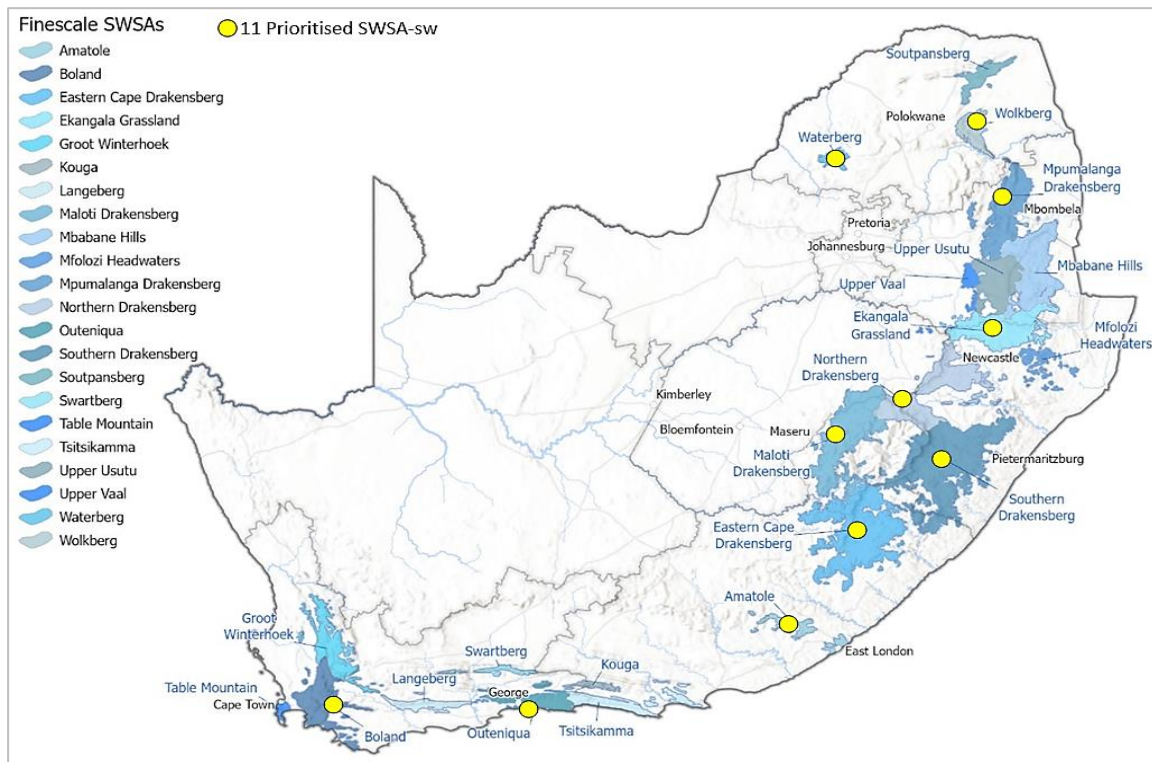 Finescale SWSAs
11 Prioritised SWSA-sw
Amatole
Boland
Eastern Cape Drakensberg
Ekangala Grassland
Groot Winterhoek
Kouga
Langeberg
Maloti Drakensberg
Mbabane Hills
Mfolozi Headwaters
Mpumalanga Drakensberg
Northern Drakensberg
Outeniqua
Southern Drakensberg
Soutpansberg
Swartberg
Table Mountain
Tsitsikamma
Upper Usutu
Upper Vaal
Waterberg
Wolkberg
Soutpansberg
Polokwane
Wolkberg
Waterberg
Mpumalanga
Drakensberg
Mbombela
Pretoria
Johannesburg
Upper Usutu
Mbabane Hills
Upper Vaal
Ekangala
Grassland
Mfolozi
Headwaters
Newcastle
Northern
Drakensberg
Kimberley
Bloemfontein
Maseru
Maloti
Drakensberg
Pietermaritzburg
Southern
Drakensberg
Eastern Cape
Drakensberg
Amatole
East London
Groot
Winterhoek
Swartberg
Kouga
Langeberg
George
Table Mountain
Cape Town
Boland
Outeniqua
Tsitsikamma